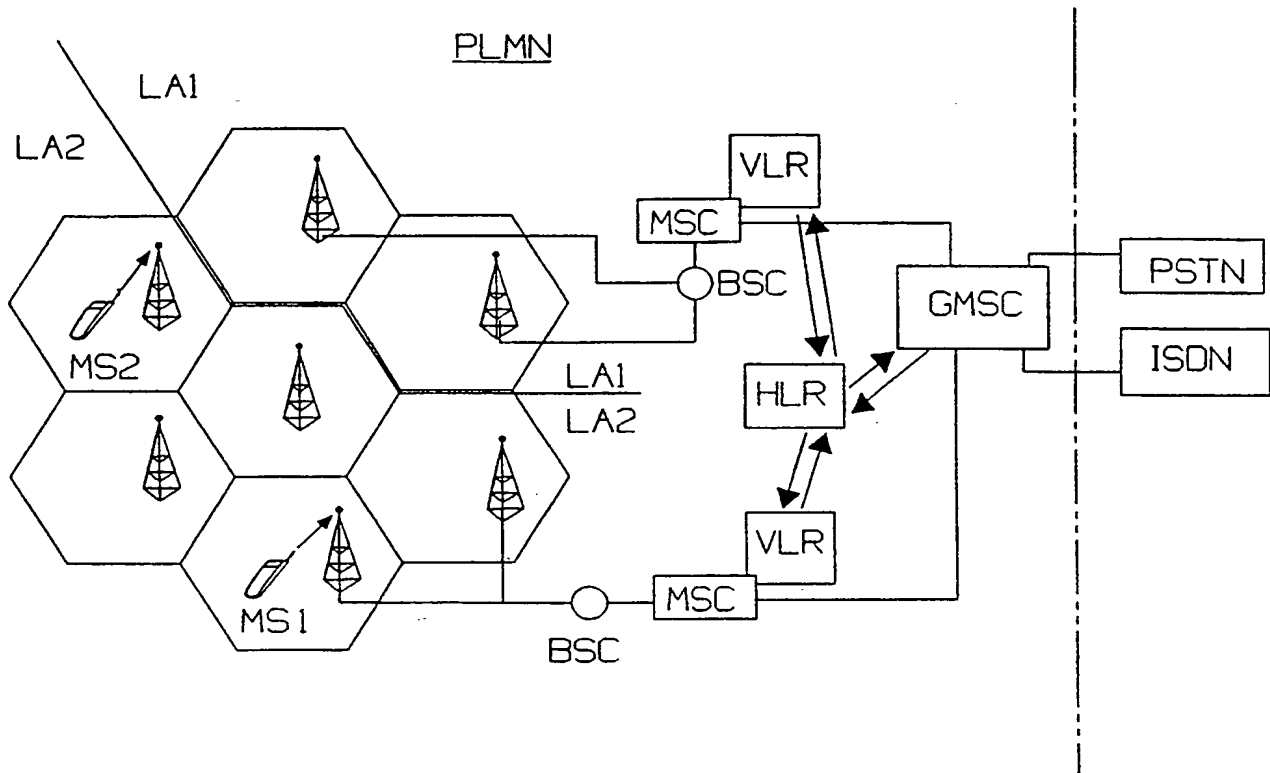 PLMN
LA1
LA2
VLR
MSC
BSC
GMSC
PSTN
ISDN
MS2
LA1
LA2
HLR
VLR
MSC
MS1
BSC